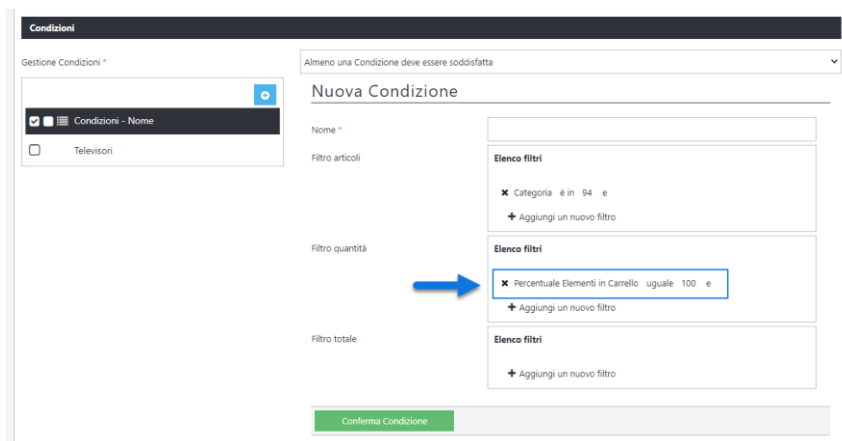 Condizioni
Gestione Condizioni *
Almeno una Condizione deve essere soddisfatta
Condizioni - Nome
Televisori
Nuova Condizione
Nome *
Filtro articoli
Elenco filtri
Categoria è in 94 e
Aggiungi un nuovo filtro
Filtro quantità
Elenco filtri
Percentuale Elementi in Carrello uguale 100 e
Aggiungi un nuovo filtro
Filtro totale
Elenco filtri
Aggiungi un nuovo filtro
Conferma Condizione